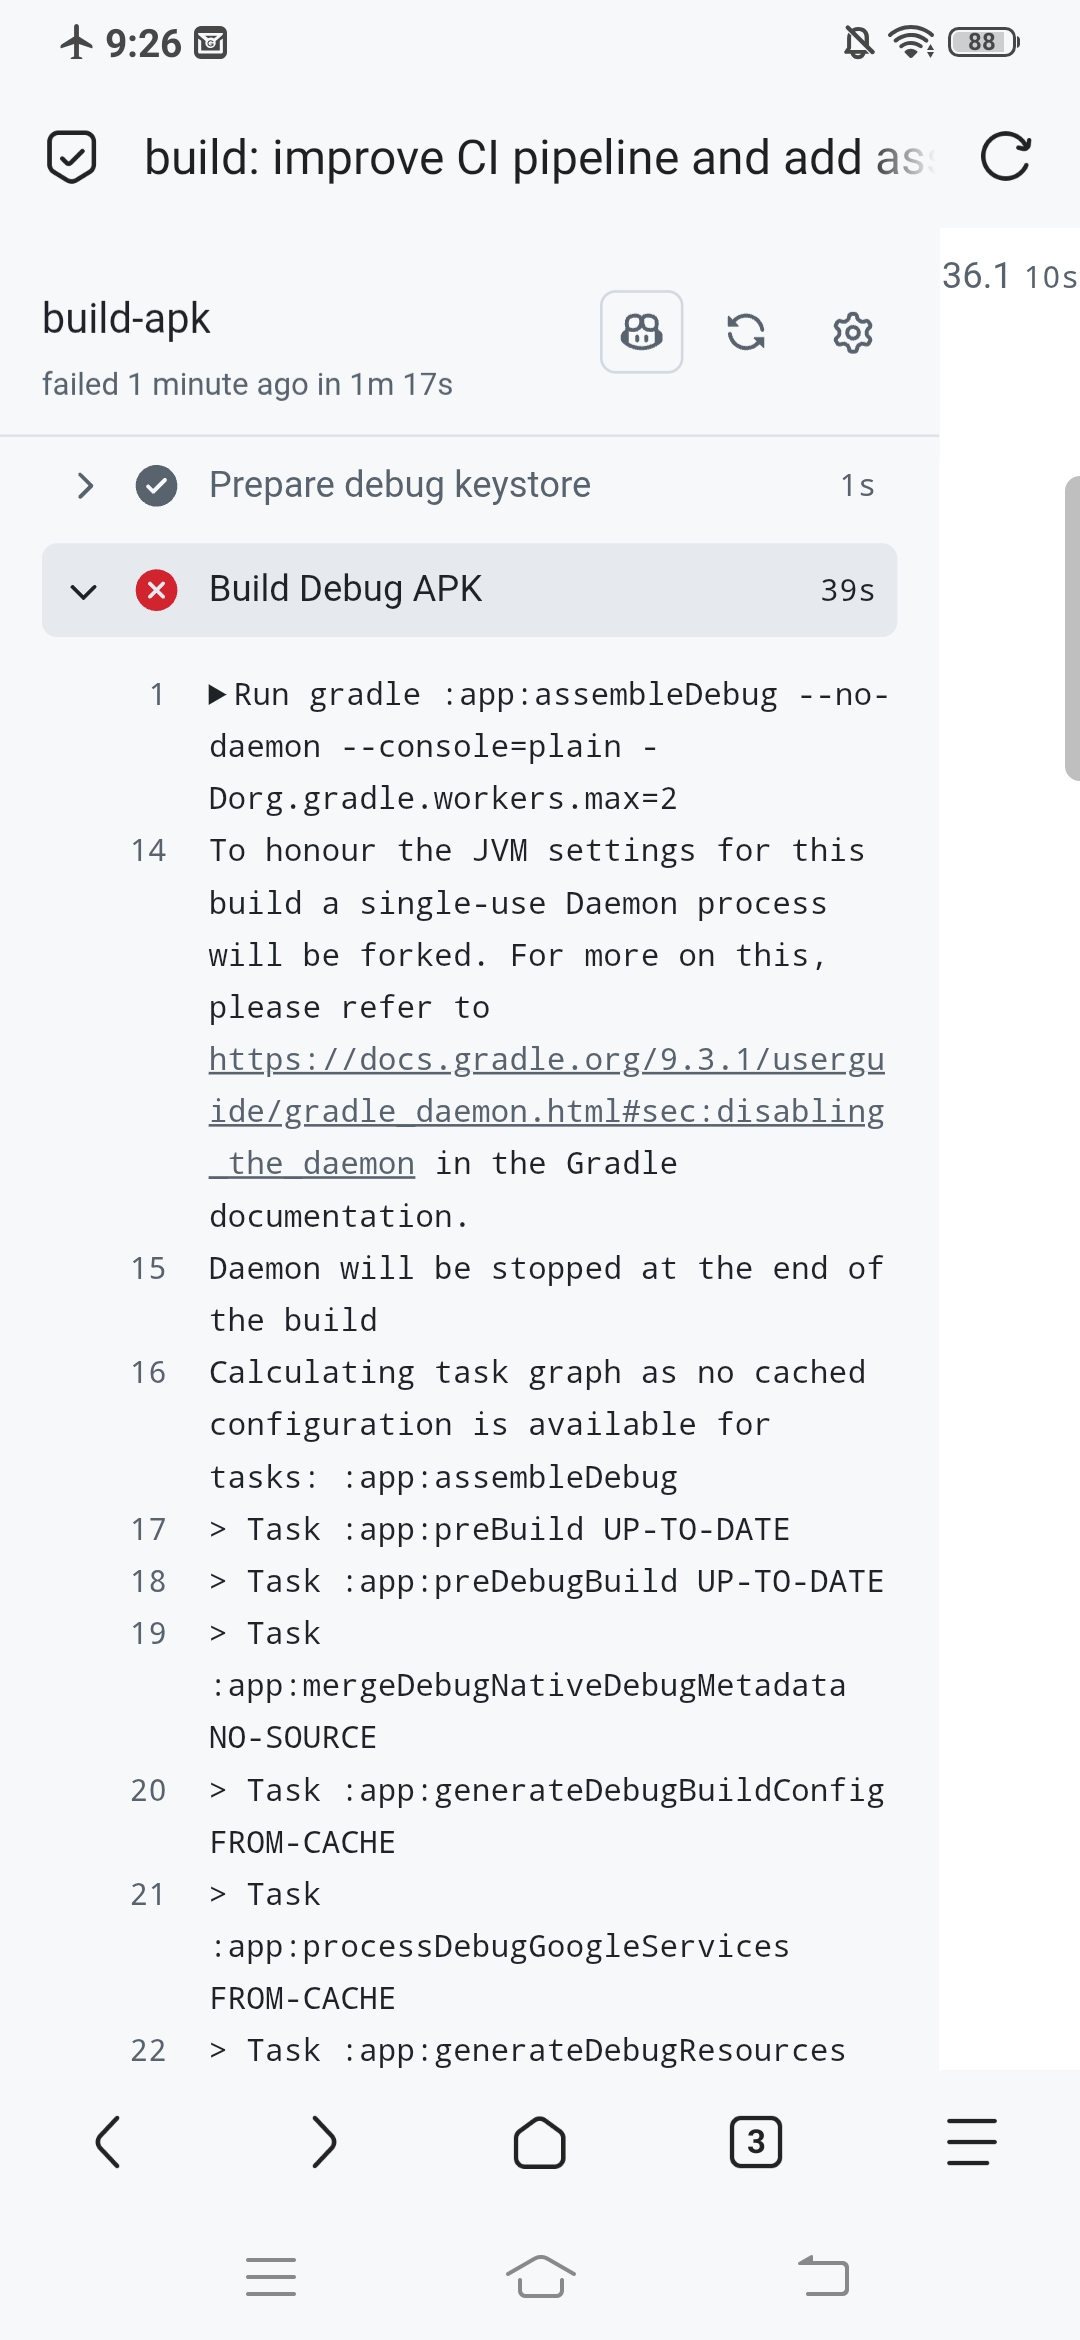 9:26
88
build: improve CI pipeline and add
36.1 10s
build-apk
failed 1 minute ago in 1m 17s
Prepare debug keystore 1s
Build Debug APK 39s
1 Run gradle :app:assembleDebug --no-
daemon --console=plain -
Dorg.gradle.workers.max=2
14 To honour the JVM settings for this
build a single-use Daemon process
will be forked. For more on this,
please refer to
https://docs.gradle.org/9.3.1/usergu
ide/gradle_daemon.html#sec:disabling
_the_daemon in the Gradle
documentation.
15 Daemon will be stopped at the end of
the build
16 Calculating task graph as no cached
configuration is available for
tasks: :app:assembleDebug
17 > Task :app:preBuild UP-TO-DATE
18 > Task :app:preDebugBuild UP-TO-DATE
19 > Task
:app:mergeDebugNativeDebugMetadata
NO-SOURCE
20 > Task :app:generateDebugBuildConfig
FROM-CACHE
21 > Task
:app:processDebugGoogleServices
FROM-CACHE
22 > Task :app:generateDebugResources
3